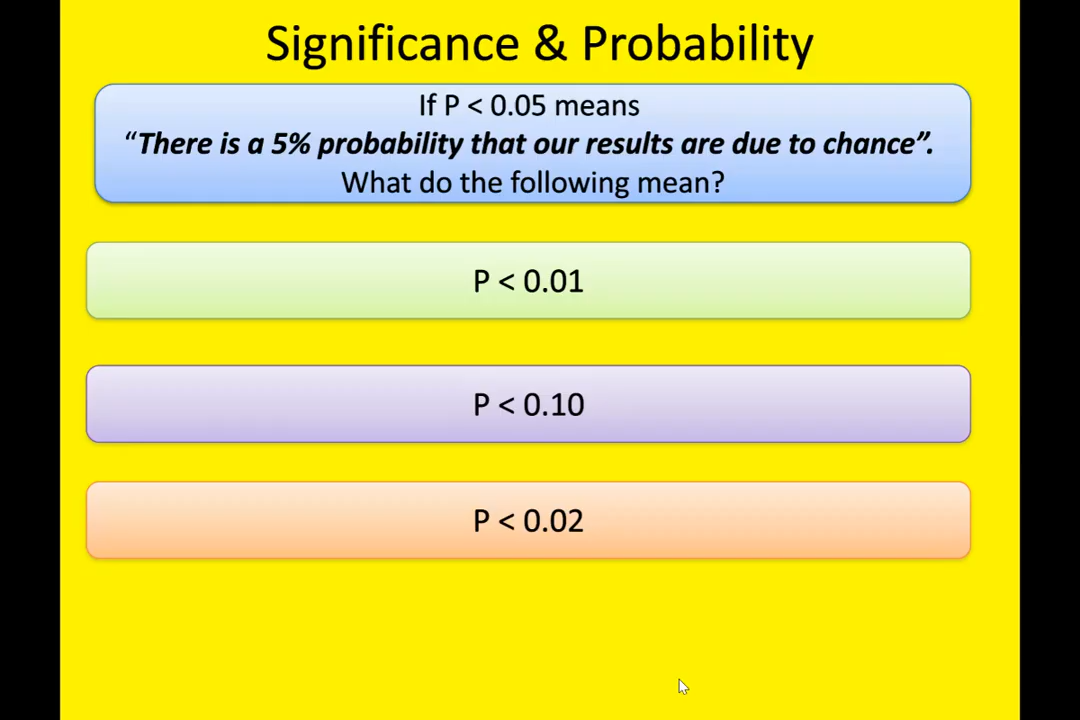 Significance & Probability
If P < 0.05 means
“There is a 5% probability that our results are due to chance”.
What do the following mean?
P < 0.01
P < 0.10
P < 0.02